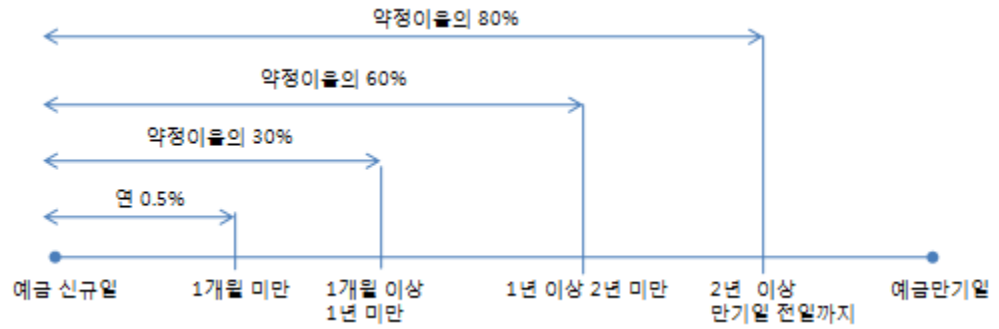 약정이율의 80%
약정이율의 60%
약정이율의 30%
연 0.5%
예금 신규일
1개월 미만
1개월 이상
1년 미만
1년 이상 2년 미만
2년 이상
만기일 전일까지
예금만기일